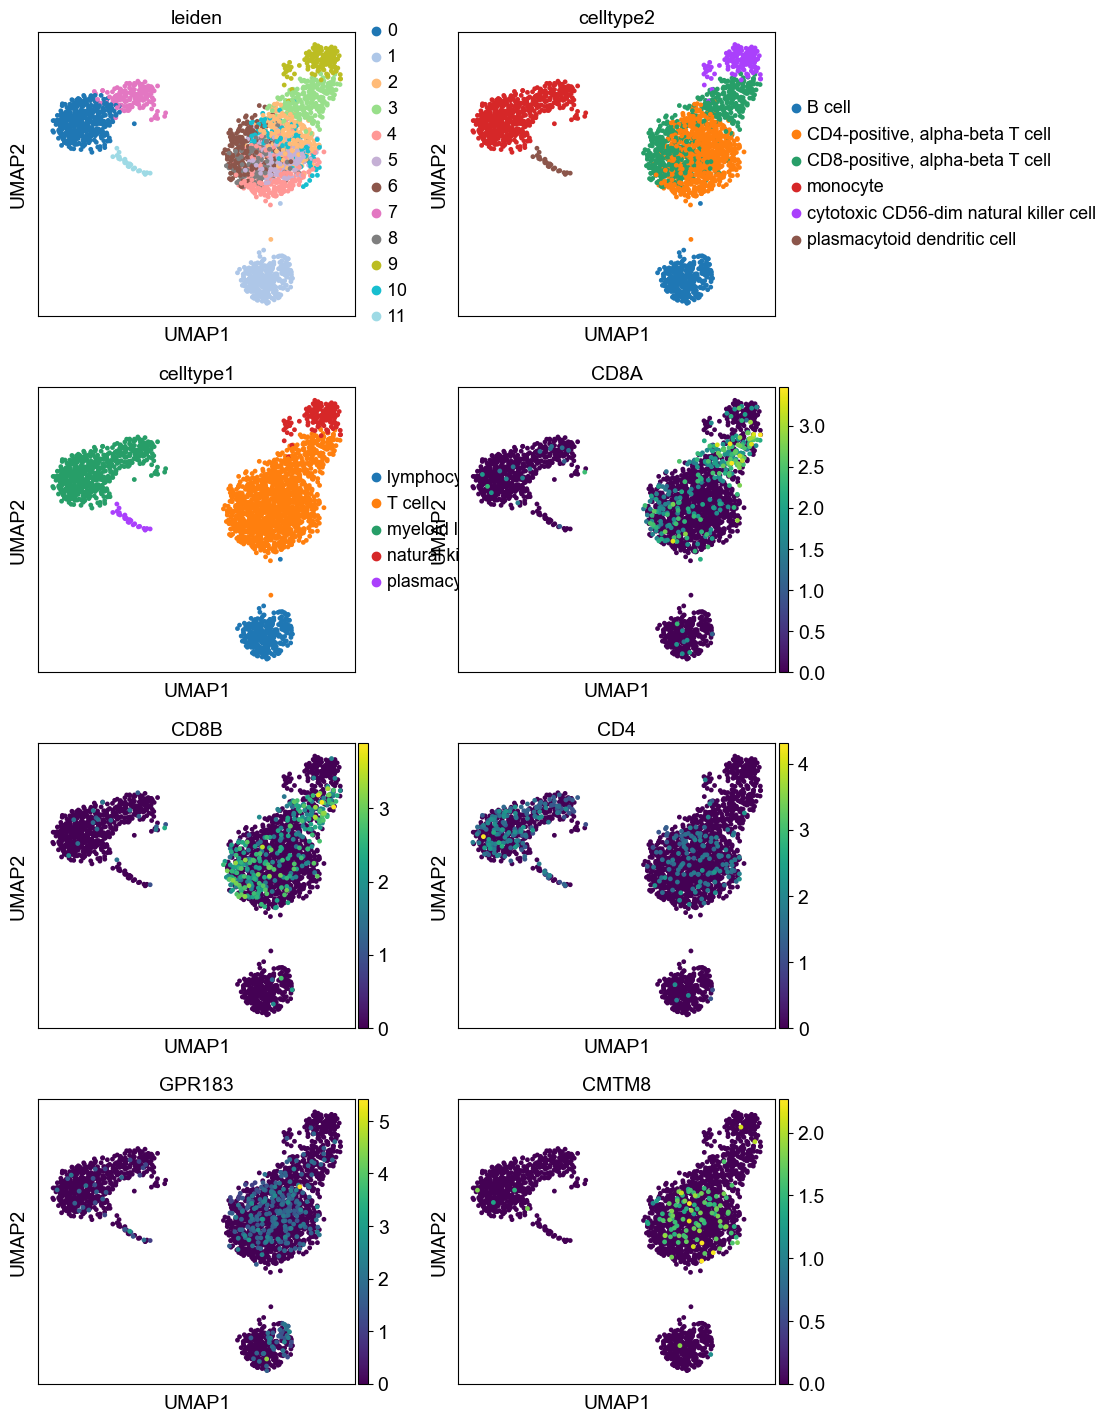 leiden
UMAP2
UMAP1
0
1
2
3
4
5
6
7
8
9
10
11
celltype2
UMAP2
UMAP1
B cell
CD4-positive, alpha-beta T cell
CD8-positive, alpha-beta T cell
monocyte
cytotoxic CD56-dim natural killer cell
plasmacytoid dendritic cell
celltype1
UMAP2
UMAP1
T cell
CD8A
UMAP2
UMAP1
3.0
2.5
2.0
1.5
1.0
0.5
0.0
CD8B
UMAP2
UMAP1
3
2
1
0
CD4
UMAP2
UMAP1
4
3
2
1
0
GPR183
UMAP2
UMAP1
5
4
3
2
1
0
CMTM8
UMAP2
UMAP1
2.0
1.5
1.0
0.5
0.0